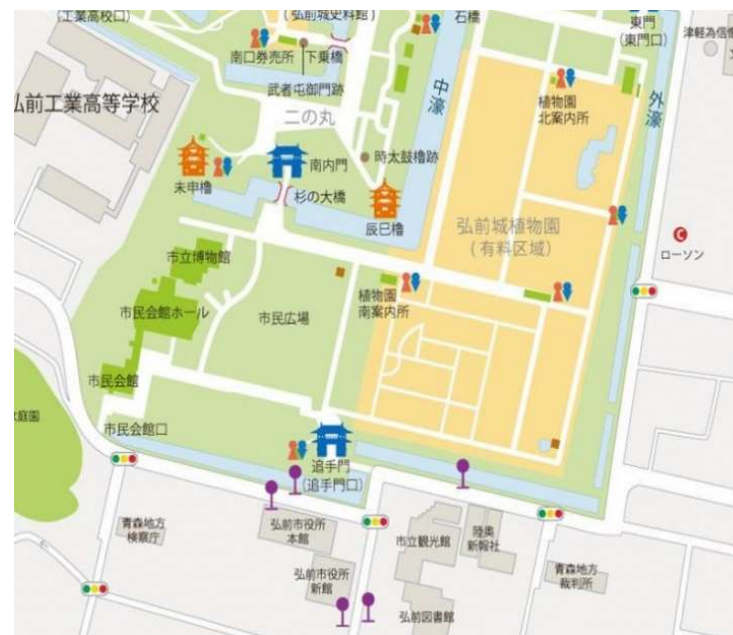 (工業高校口)
(弘前城史料館)
石橋
東門
(東門口)
南口券売所
下乗橋
武者屯御門跡
中濠
外濠
植物園
北案内所
弘前工業高等学校
二の丸
南内門
時太鼓櫓跡
未申櫓
杉の大橋
辰巳櫓
弘前城植物園
(有料区域)
ローソン
市立博物館
植物園
南案内所
市民会館ホール
市民広場
市民会館
庭園
市民会館口
追手門
(追手門口)
青森地方
検察庁
弘前市役所
本館
市立観光館
陸奥
新報社
弘前市役所
新館
青森地方
裁判所
弘前図書館